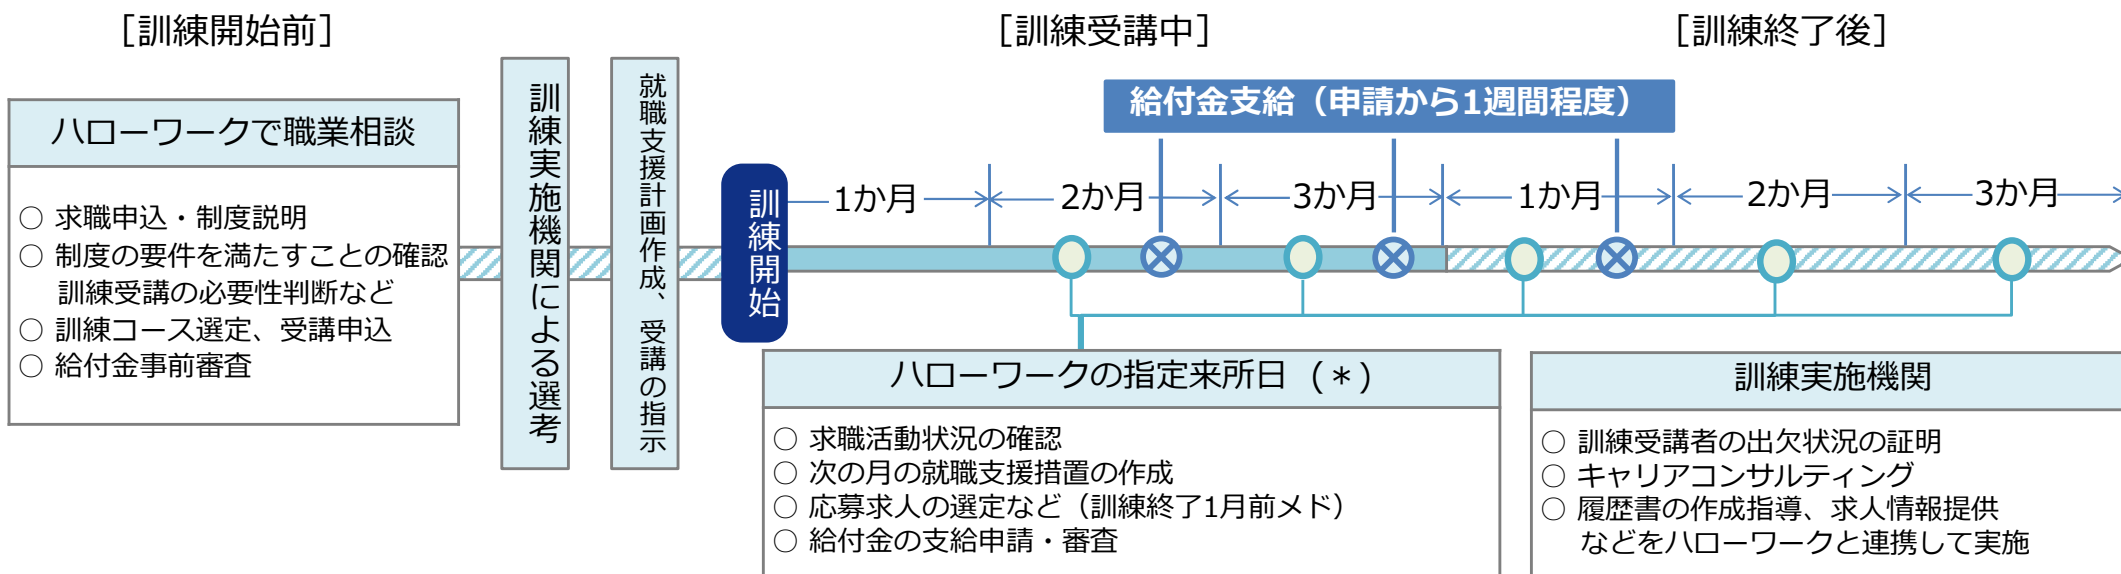 ［訓練開始前］
ハローワークで職業相談
○ 求職申込・制度説明
○ 制度の要件を満たすことの確認
訓練受講の必要性判断など
○ 訓練コース選定、受講申込
○ 給付金事前審査
訓練実施機関による選考
就職支援計画作成、受講の指示
訓練開始
［訓練受講中］
［訓練終了後］
給付金支給（申請から1週間程度）
1か月
2か月
3か月
1か月
2か月
3か月
ハローワークの指定来所日（＊）
○ 求職活動状況の確認
○ 次の月の就職支援措置の作成
○ 応募求人の選定など（訓練終了1月前メド）
○ 給付金の支給申請・審査
訓練実施機関
○ 訓練受講者の出欠状況の証明
○ キャリアコンサルティング
○ 履歴書の作成指導、求人情報提供
などをハローワークと連携して実施